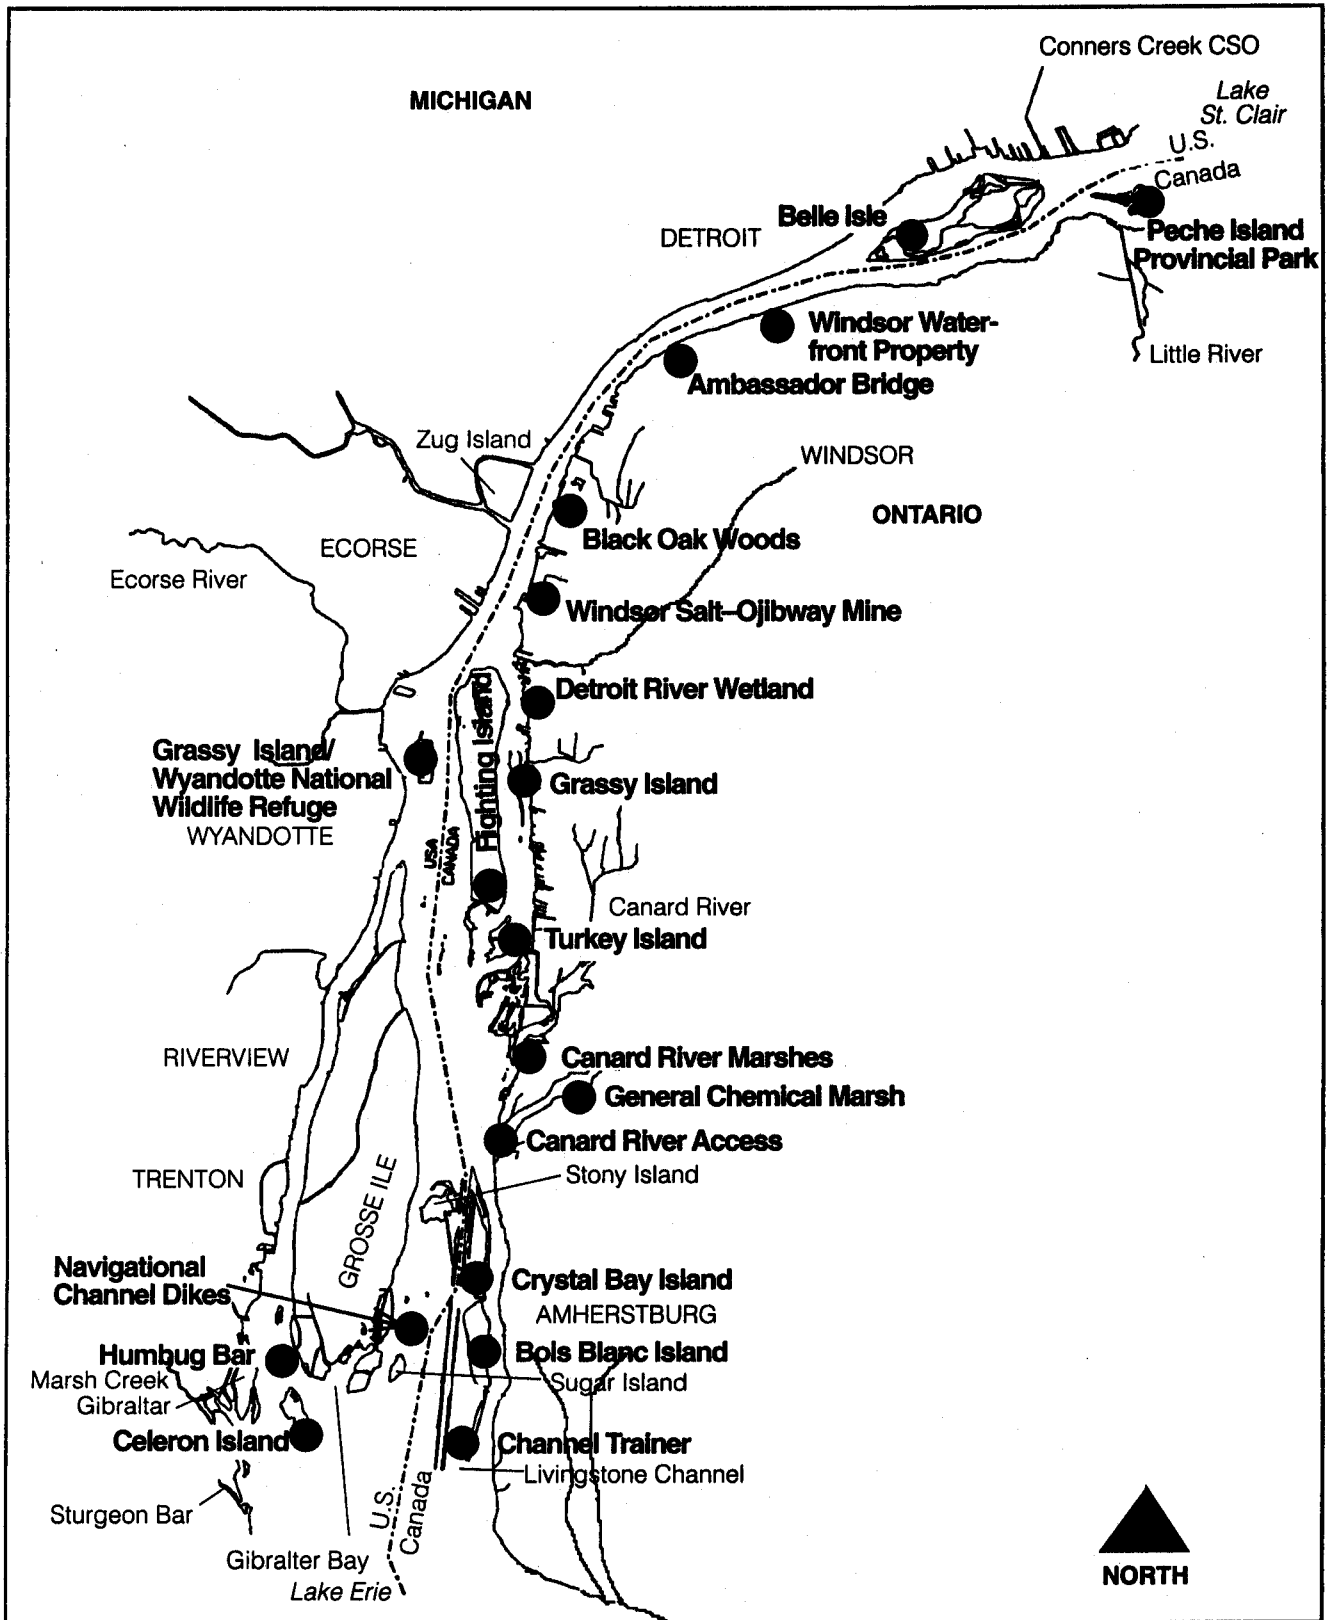 Conners Creek CSO
MICHIGAN
Lake
St. Clair
U.S.
Canada
Belle Isle
DETROIT
Peche Island
Provincial Park
Windsor Water-
front Property
Little River
Ambassador Bridge
Zug Island
WINDSOR
ONTARIO
Black Oak Woods
ECORSE
Ecorse River
Windsor Salt–Ojibway Mine
Detroit River Wetland
Fighting Island
Grassy Island/
Wyandotte National
Wildlife Refuge
Grassy Island
WYANDOTTE
USA
CANADA
Canard River
Turkey Island
RIVERVIEW
Canard River Marshes
General Chemical Marsh
Canard River Access
TRENTON
Stony Island
GROSSE ILE
Navigational
Channel Dikes
Crystal Bay Island
AMHERSTBURG
Humbug Bar
Bois Blanc Island
Marsh Creek
Sugar Island
Gibraltar
Celeron Island
Channel Trainer
Livingstone Channel
U.S.
Canada
Sturgeon Bar
Gibralter Bay
Lake Erie
NORTH